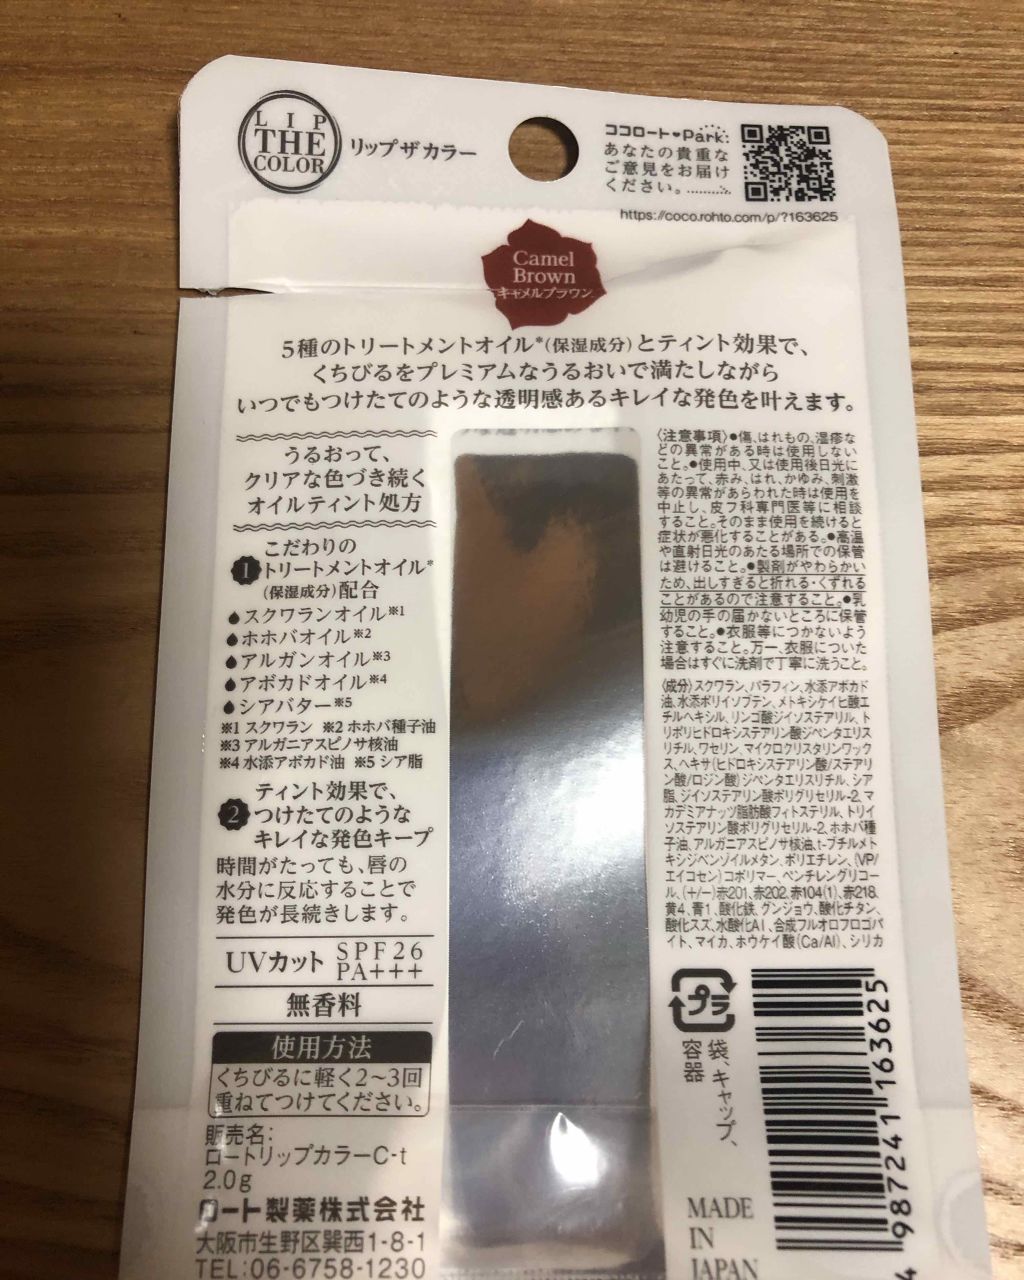 LIP
THE
COLOR
リップザカラー
ココロート♥Park:
あなたの貴重な
ご意見をお届け
ください。
https://coco.rohto.com/p/?163625
Camel
Brown
キャメルブラウン
5種のトリートメントオイル*(保湿成分)とティント効果で、
くちびるをプレミアムなうるおいで満たしながら
いつでもつけたてのような透明感あるキレイな発色を叶えます。
うるおって、
クリアな色づき続く
オイルティント処方
1 こだわりの
トリートメントオイル*
(保湿成分)配合
スクワランオイル※1
ホホバオイル※2
アルガンオイル※3
アボカドオイル※4
シアバター※5
※1 スクワラン ※2 ホホバ種子油
※3 アルガニアスピノサ核油
※4 水添アボカド油 ※5 シア脂
2 ティント効果で、
つけたてのような
キレイな発色キープ
時間がたっても、唇の
水分に反応することで
発色が長続きします。
UVカット SPF26
PA+++
無香料
使用方法
くちびるに軽く2〜3回
重ねてつけてください。
販売名:
ロートリップカラーC-t
2.0g
ロート製薬株式会社
大阪市生野区巽西1-8-1
TEL:06-6758-1230
〈注意事項〉●傷、はれもの、湿疹な
どの異常がある時は使用しない
こと。●使用中、又は使用後日光に
あたって、赤み、はれ、かゆみ、刺激
等の異常があらわれた時は使用を
中止し、皮フ科専門医等に相談
すること。そのまま使用を続けると
症状が悪化することがある。●高温
や直射日光のあたる場所での保管
は避けること。●製剤がやわらかい
ため、出しすぎると折れる・くずれる
ことがあるので注意すること。●乳
幼児の手の届かないところに保管
すること。●衣服等につかないよう
注意すること。万一、衣服についた
場合はすぐに洗剤で丁寧に洗うこと。
〈成分〉スクワラン、パラフィン、水添アボカド
油、水添ポリイソブテン、メトキシケイヒ酸エ
チルヘキシル、リンゴ酸ジイソステアリル、ト
リポリヒドロキシステアリン酸ジペンタエリス
リチル、ワセリン、マイクロクリスタリンワック
ス、ヘキサ(ヒドロキシステアリン酸/ステアリ
ン酸/ロジン酸)ジペンタエリスリチル、シア
脂、ジイソステアリン酸ポリグリセリル-2、マ
カデミアナッツ脂肪酸フィトステリル、トリイ
ソステアリン酸ポリグリセリル-2、ホホバ種
子油、アルガニアスピノサ核油、t-ブチルメト
キシジベンゾイルメタン、ポリエチレン、(VP/
エイコセン)コポリマー、ペンチレングリコー
ル、(+/-)赤201、赤202、赤104(1)、赤218、
黄4、青1、酸化鉄、グンジョウ、酸化チタン、
酸化スズ、水酸化Al、合成フルオロフロゴパ
イト、マイカ、ホウケイ酸(Ca/Al)、シリカ
プラ
袋、キャップ、
容器
4 987241 163625
MADE
IN
JAPAN